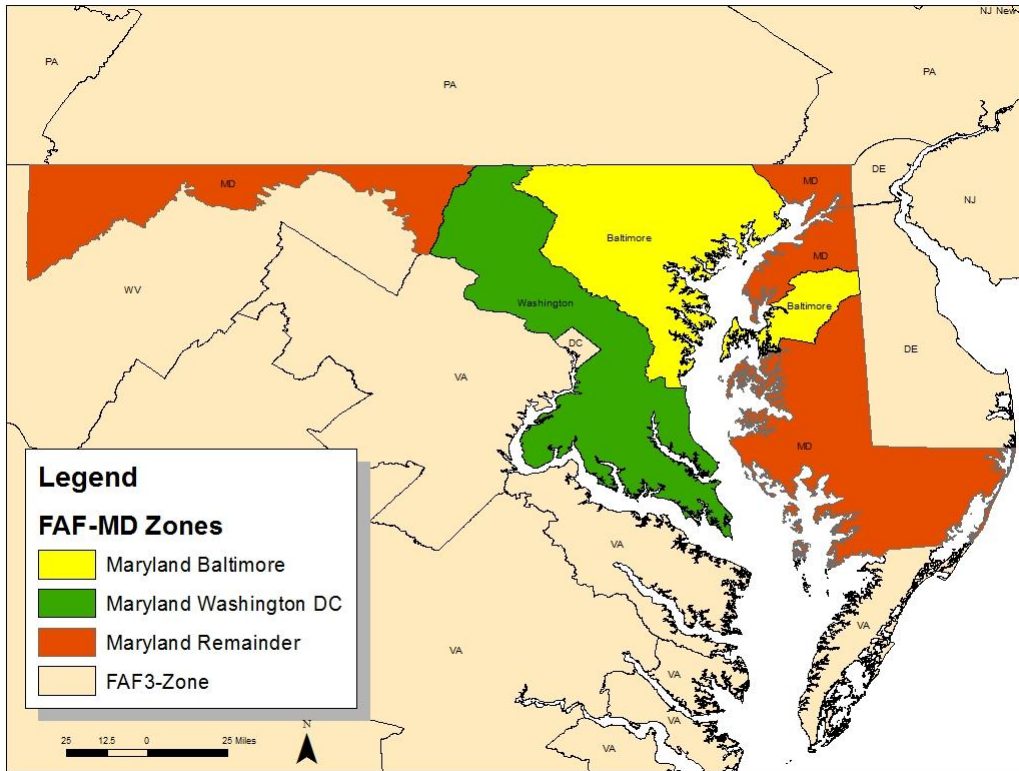 NJ New
PA
PA
PA
DE
MD
MD
NJ
Baltimore
MD
WV
Washington
Baltimore
DC
DE
VA
MD
Legend
FAF-MD Zones
Maryland Baltimore
Maryland Washington DC
Maryland Remainder
FAF3-Zone
VA
VA
VA
VA
VA
VA
N
25 12.5 0 25 Miles